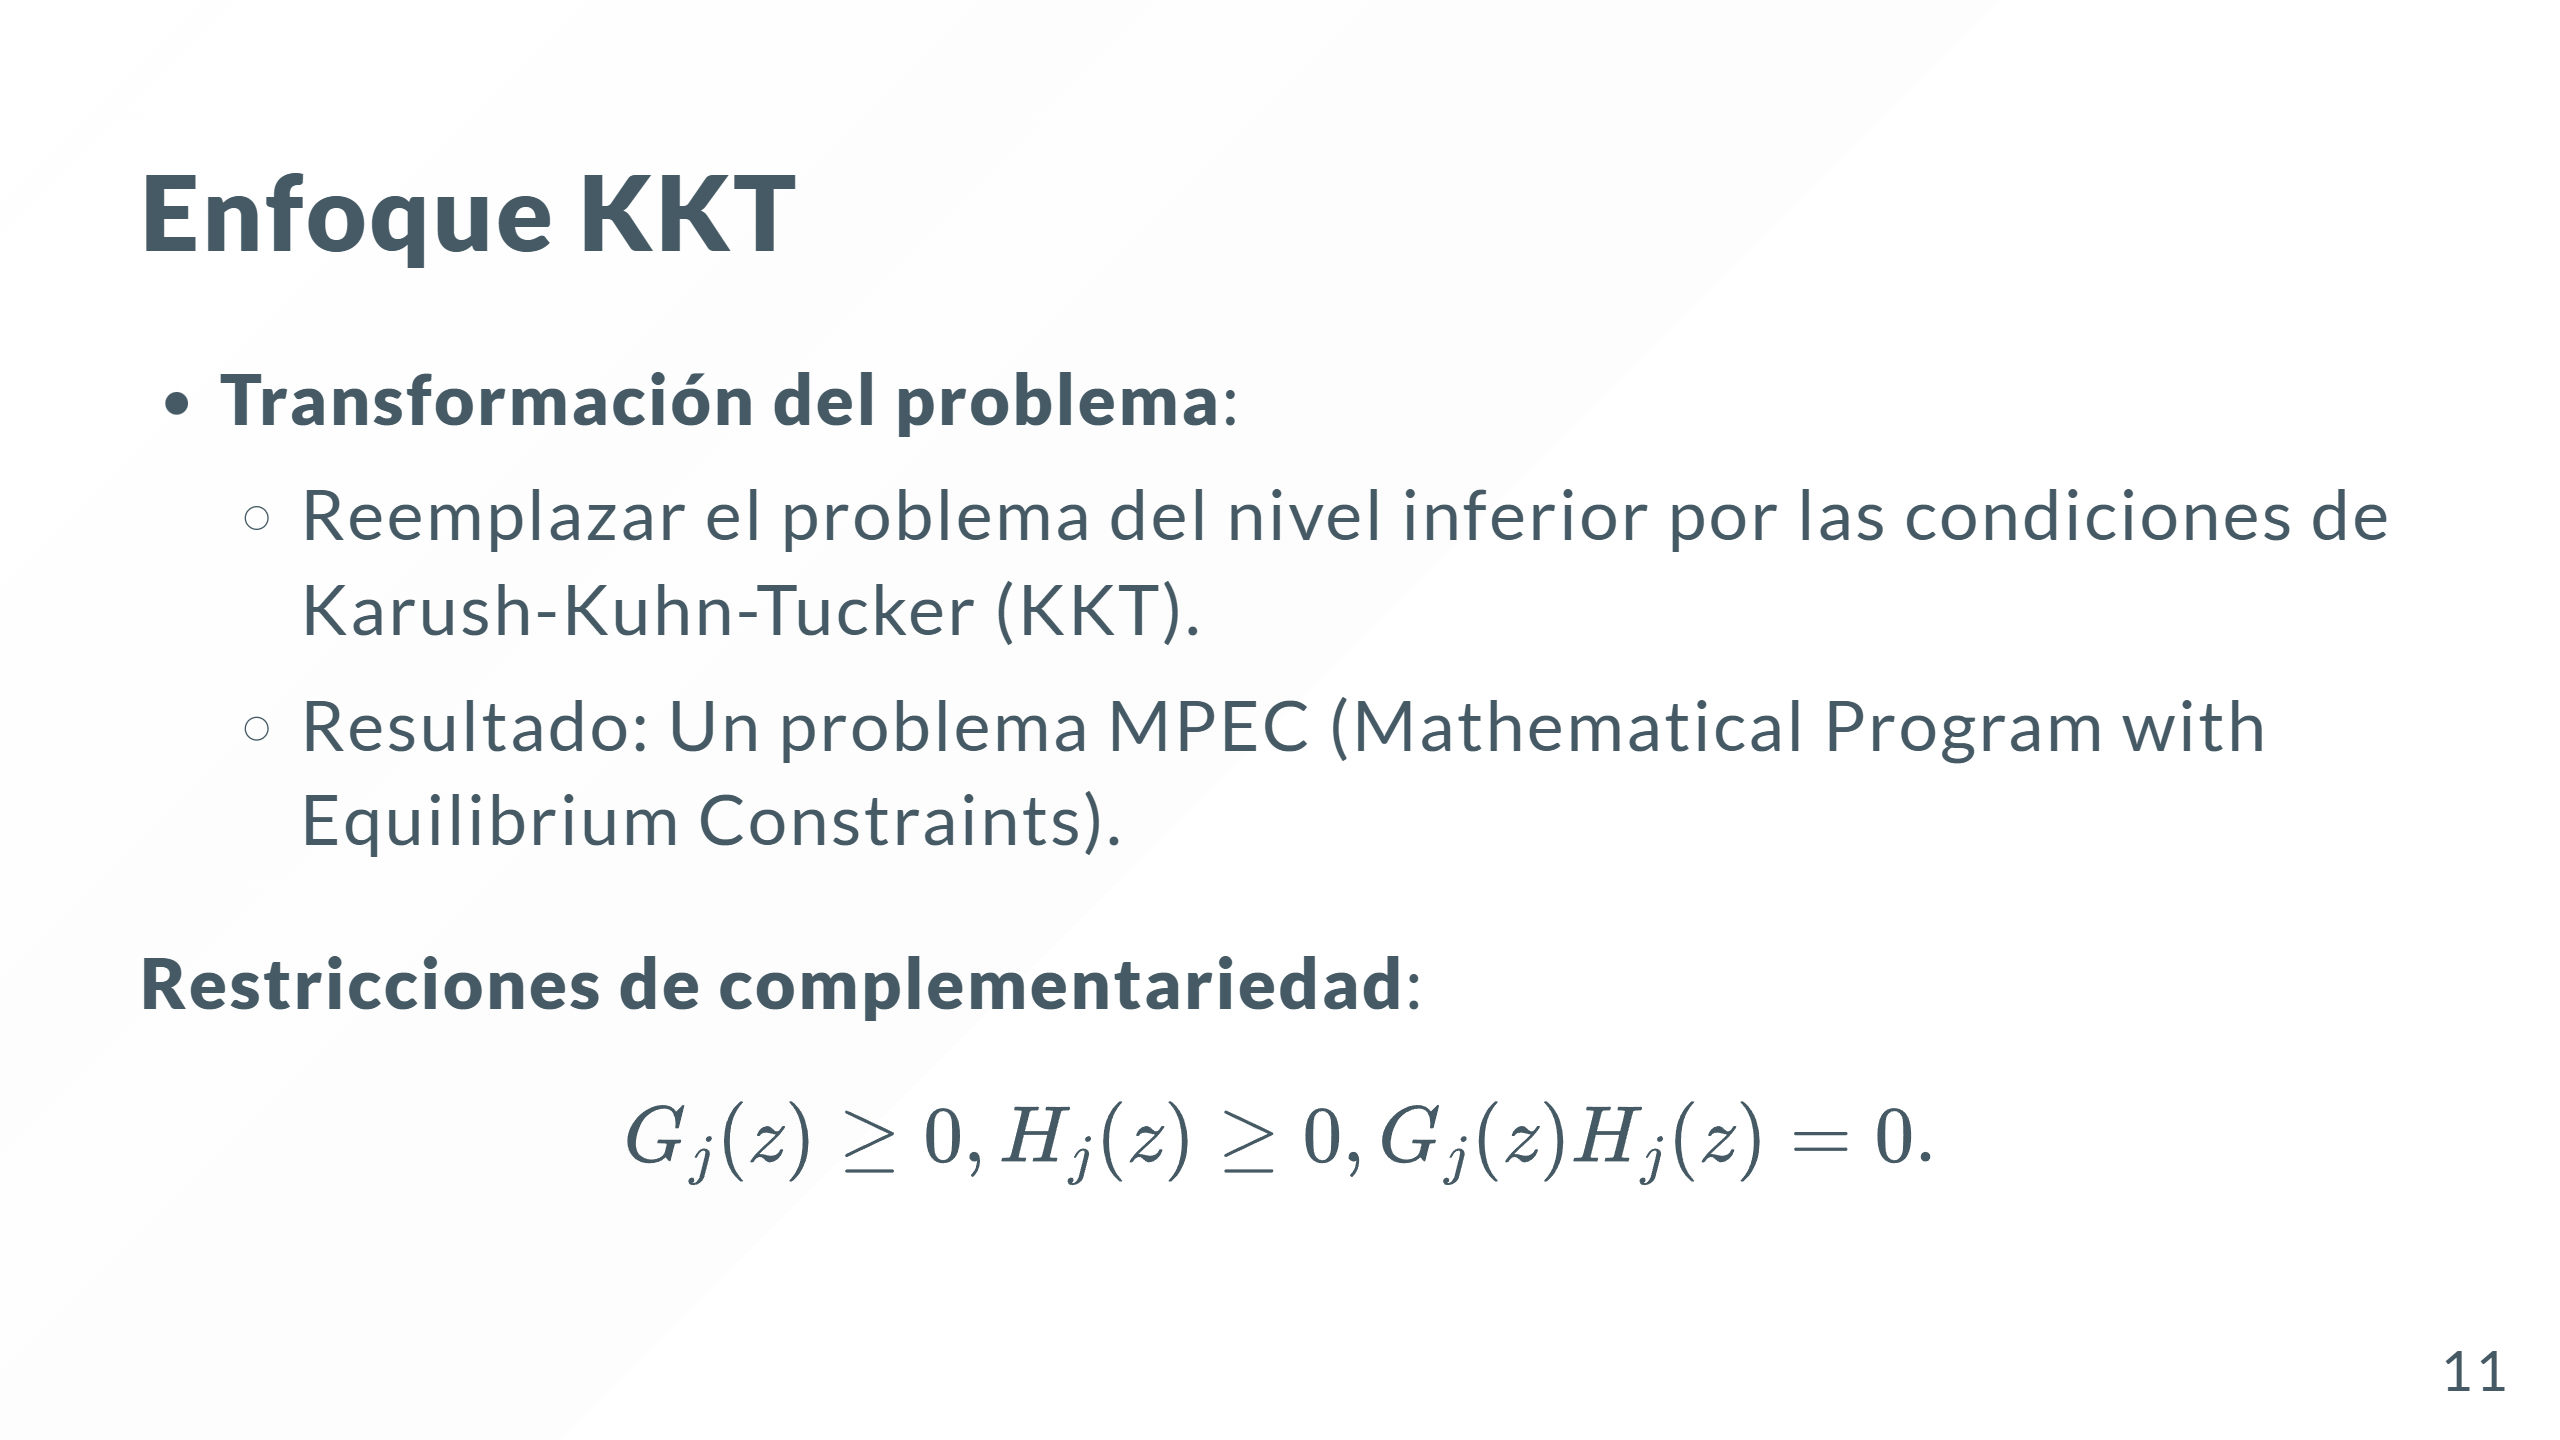 Enfoque KKT
• Transformación del problema:
○ Reemplazar el problema del nivel inferior por las condiciones de
Karush-Kuhn-Tucker (KKT).
○ Resultado: Un problema MPEC (Mathematical Program with
Equilibrium Constraints).
Restricciones de complementariedad:
G_j(z) ≥ 0, H_j(z) ≥ 0, G_j(z)H_j(z) = 0.
11